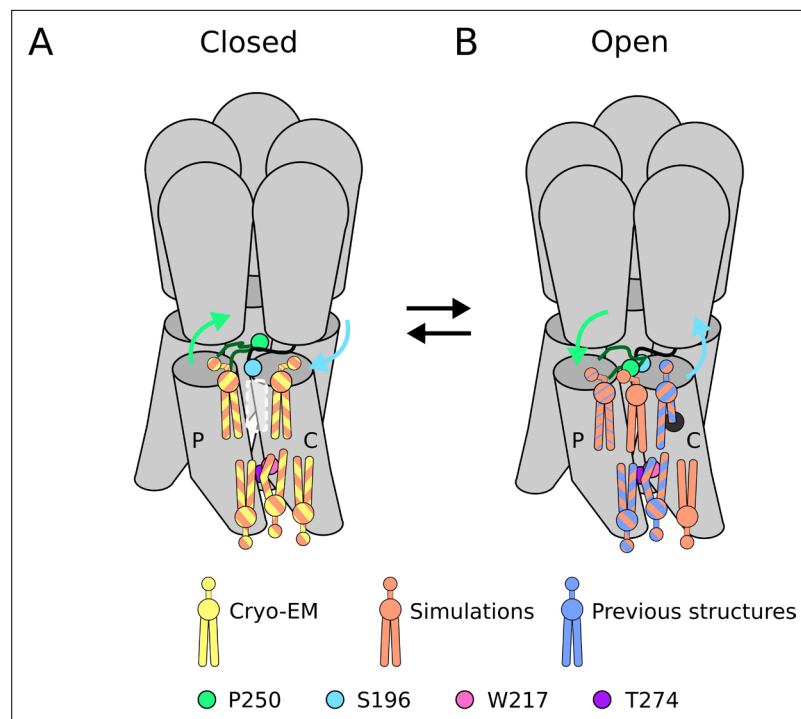 A Closed B Open
P C P C
Cryo-EM Simulations Previous structures
P250 S196 W217 T274